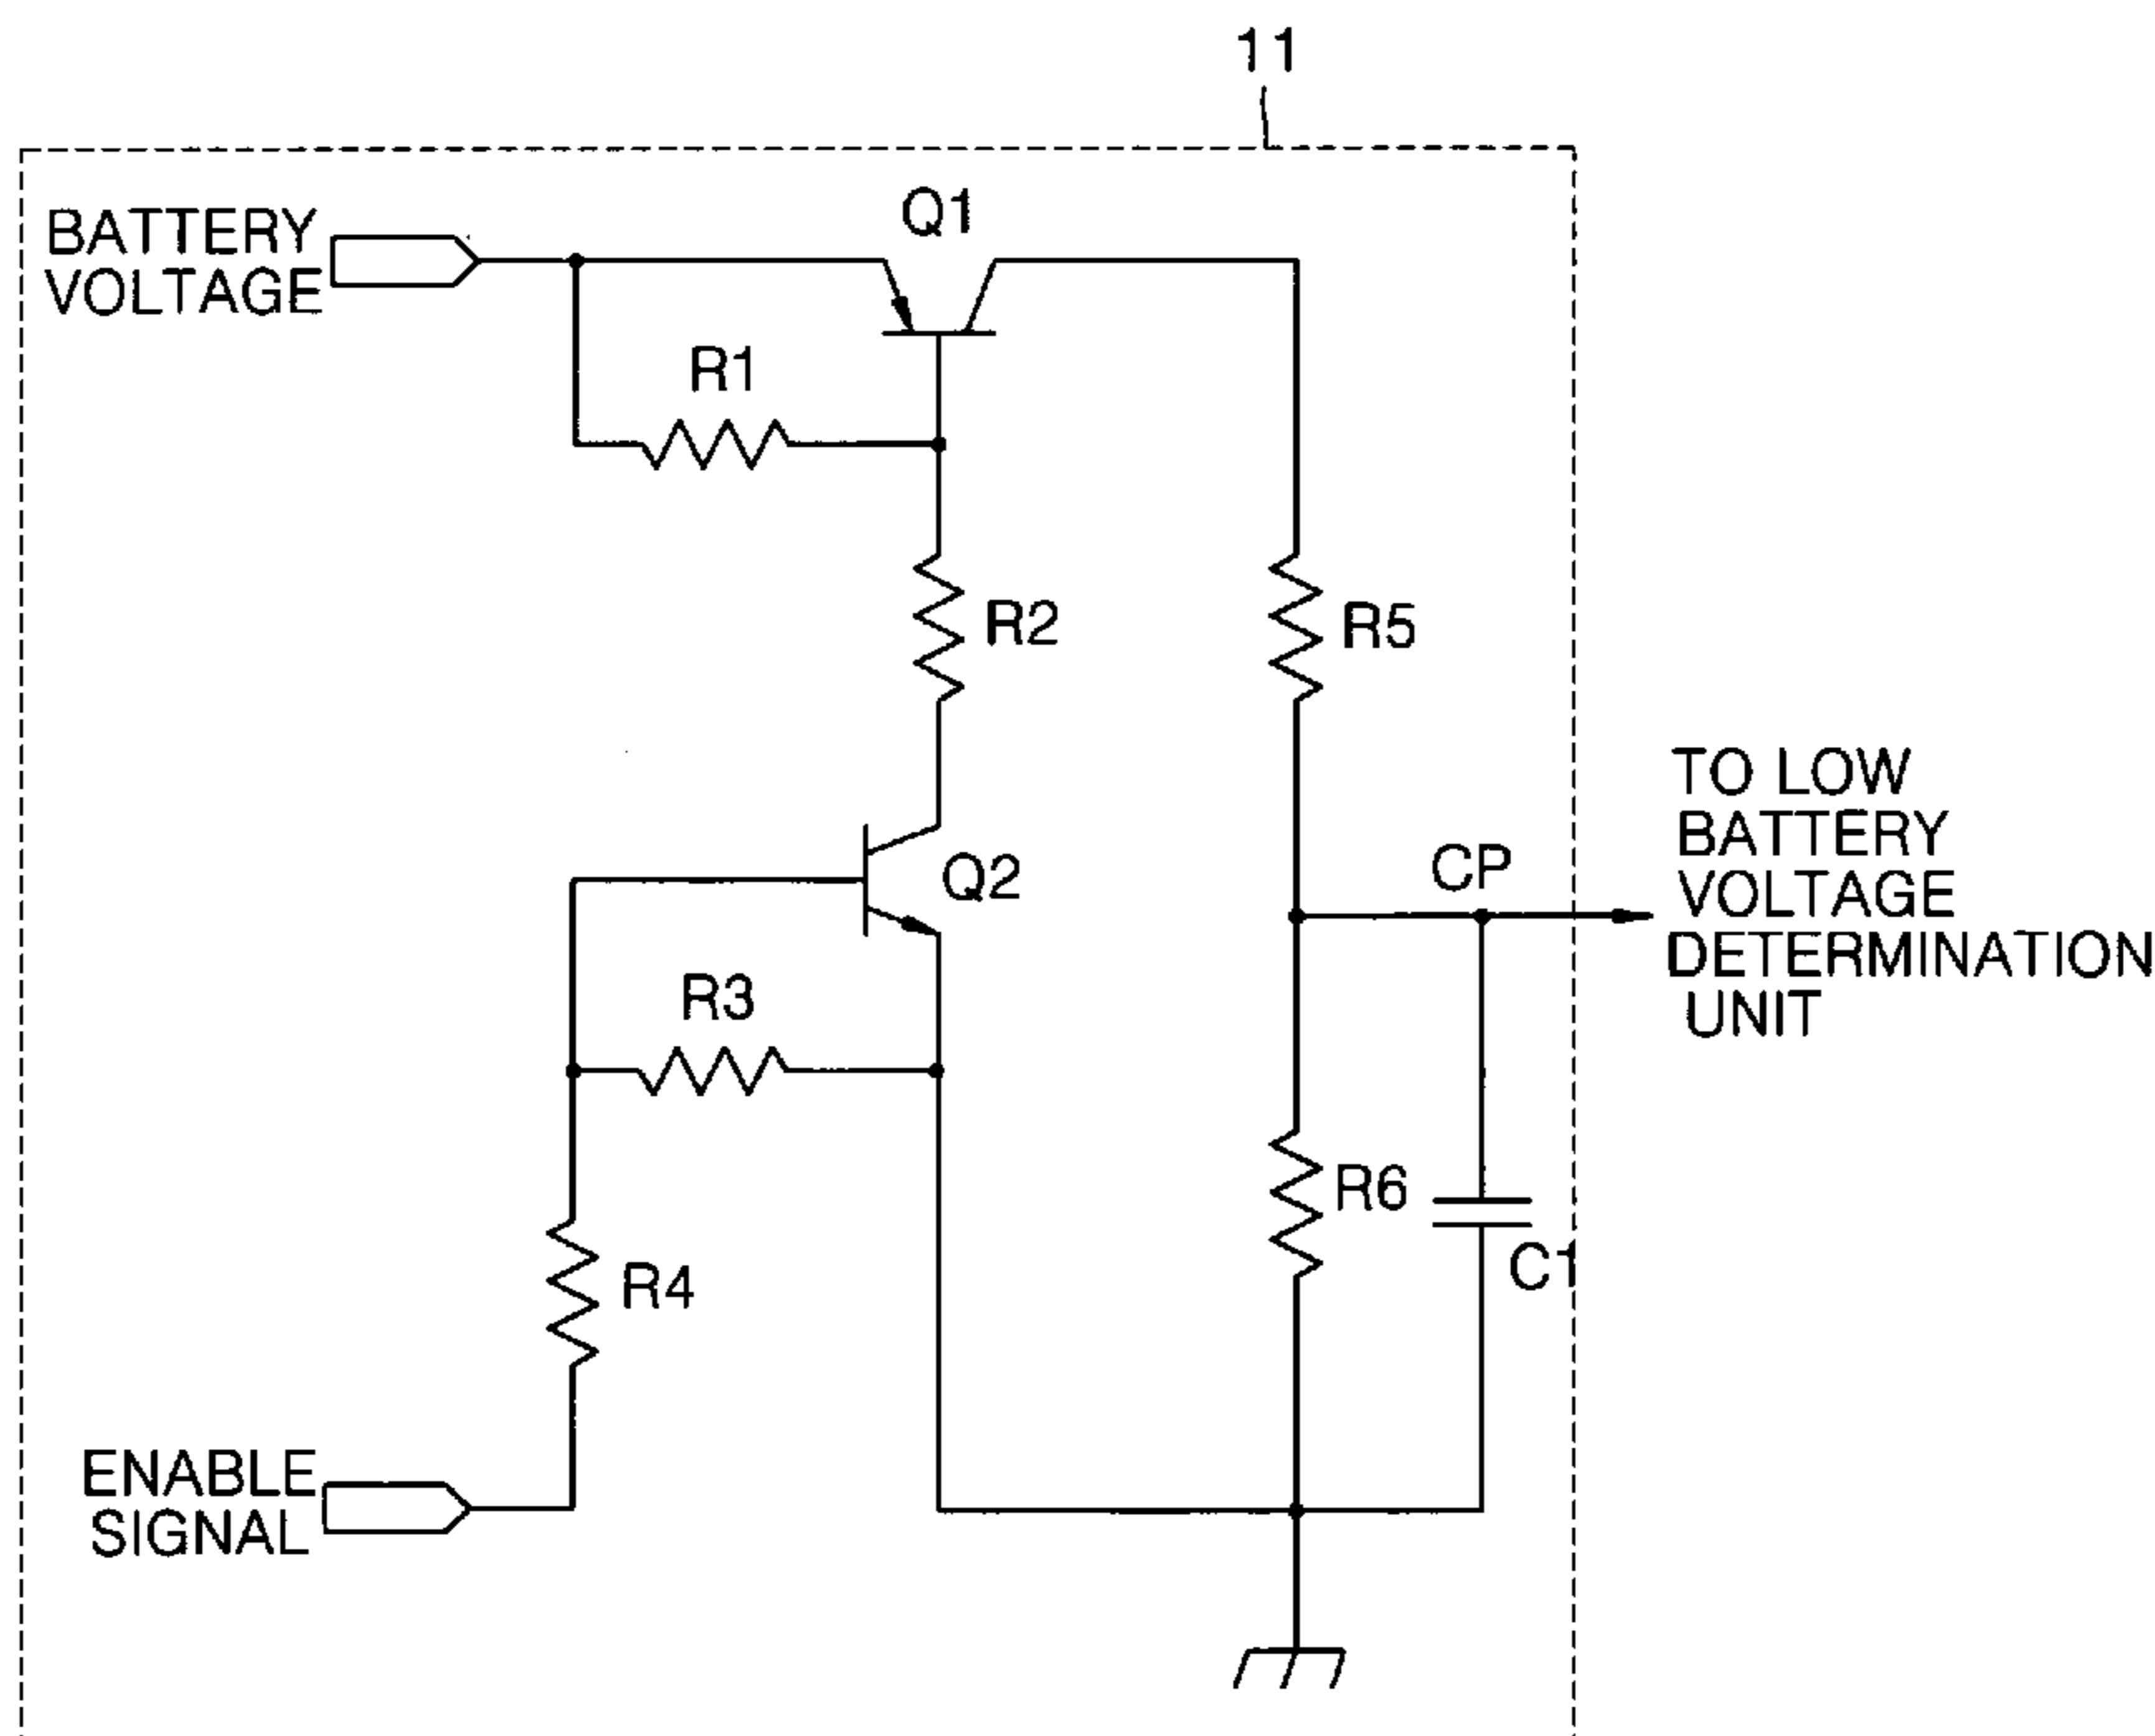 11
BATTERY
VOLTAGE
Q1
R1
R2
R5
Q2
CP
TO LOW
BATTERY
VOLTAGE
DETERMINATION
UNIT
R3
R6
C1
R4
ENABLE
SIGNAL